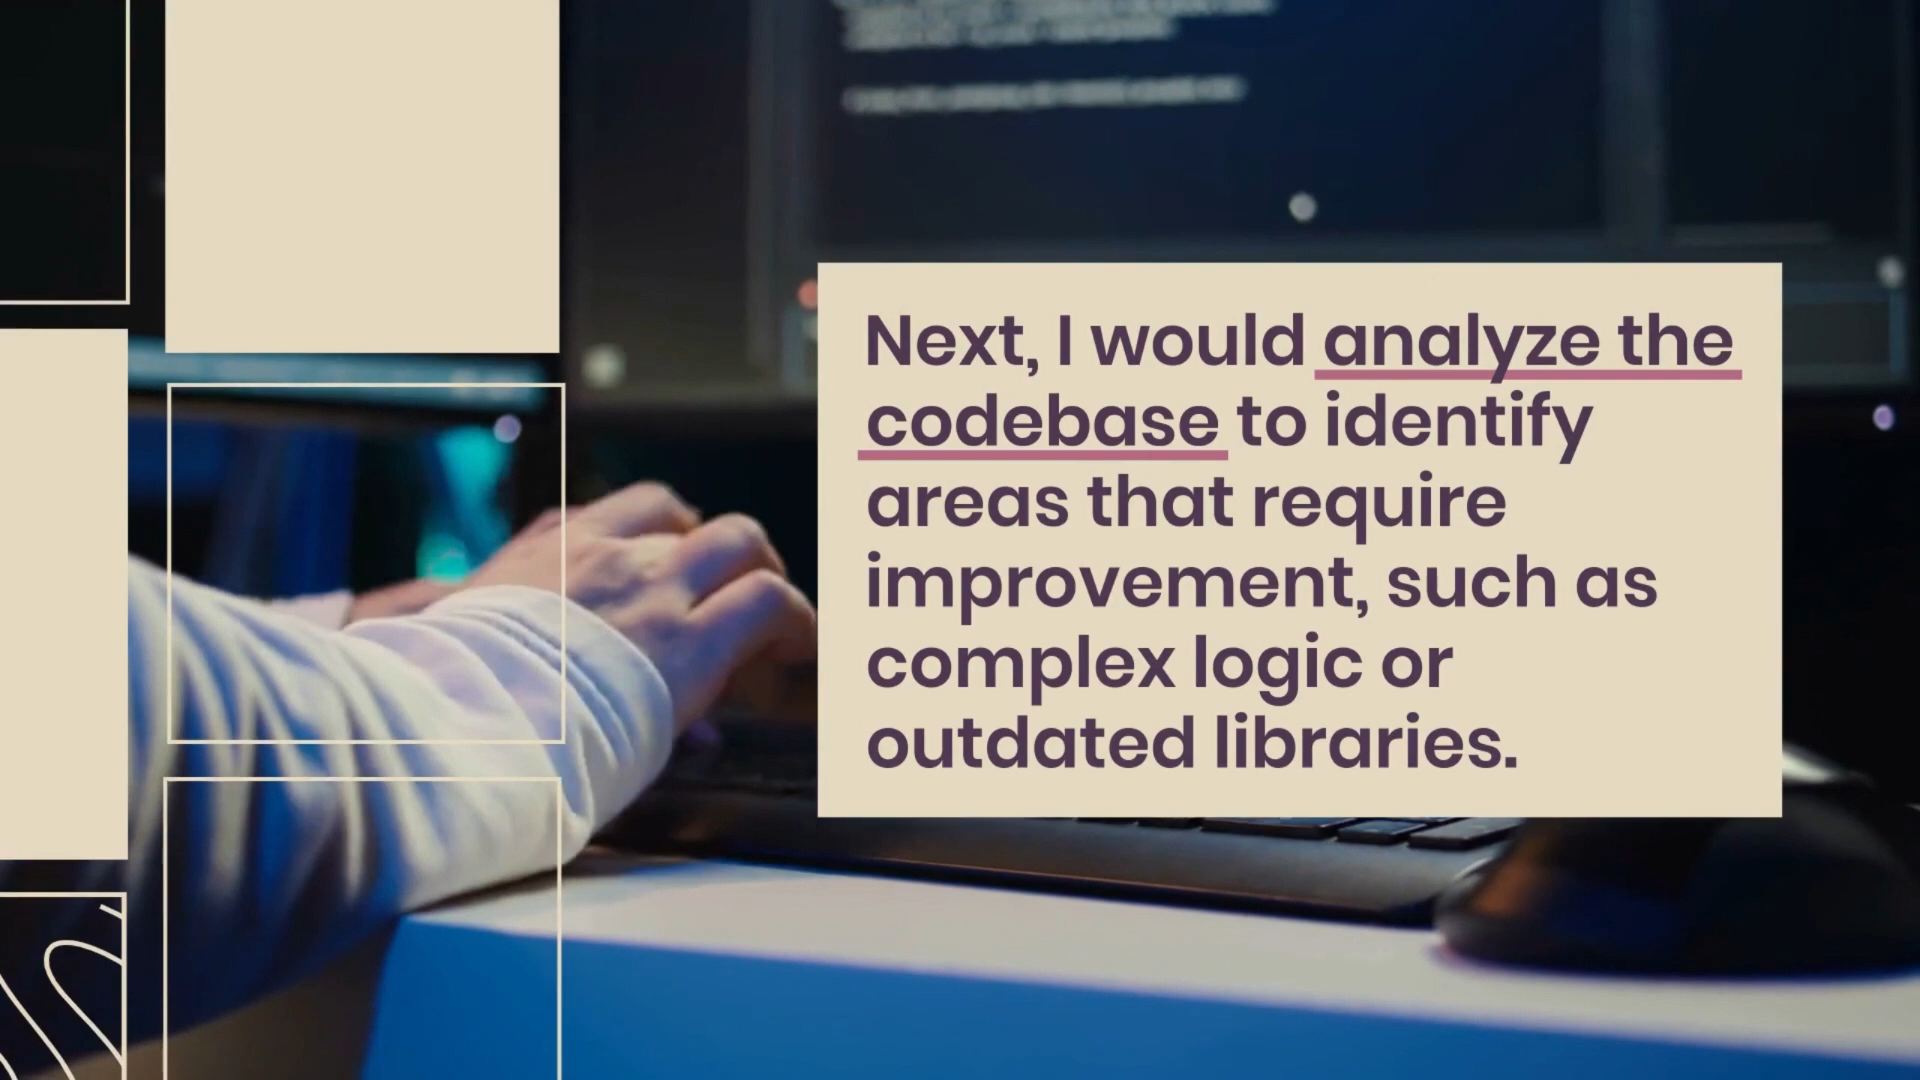 Next, I would analyze the
codebase to identify
areas that require
improvement, such as
complex logic or
outdated libraries.